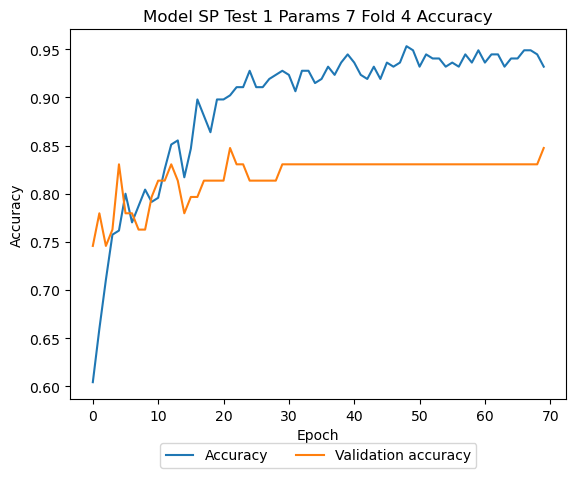 Model SP Test 1 Params 7 Fold 4 Accuracy
0.95
0.90
0.85
0.80
0.75
0.70
0.65
0.60
Accuracy
0 10 20 30 40 50 60 70
Epoch
Accuracy Validation accuracy